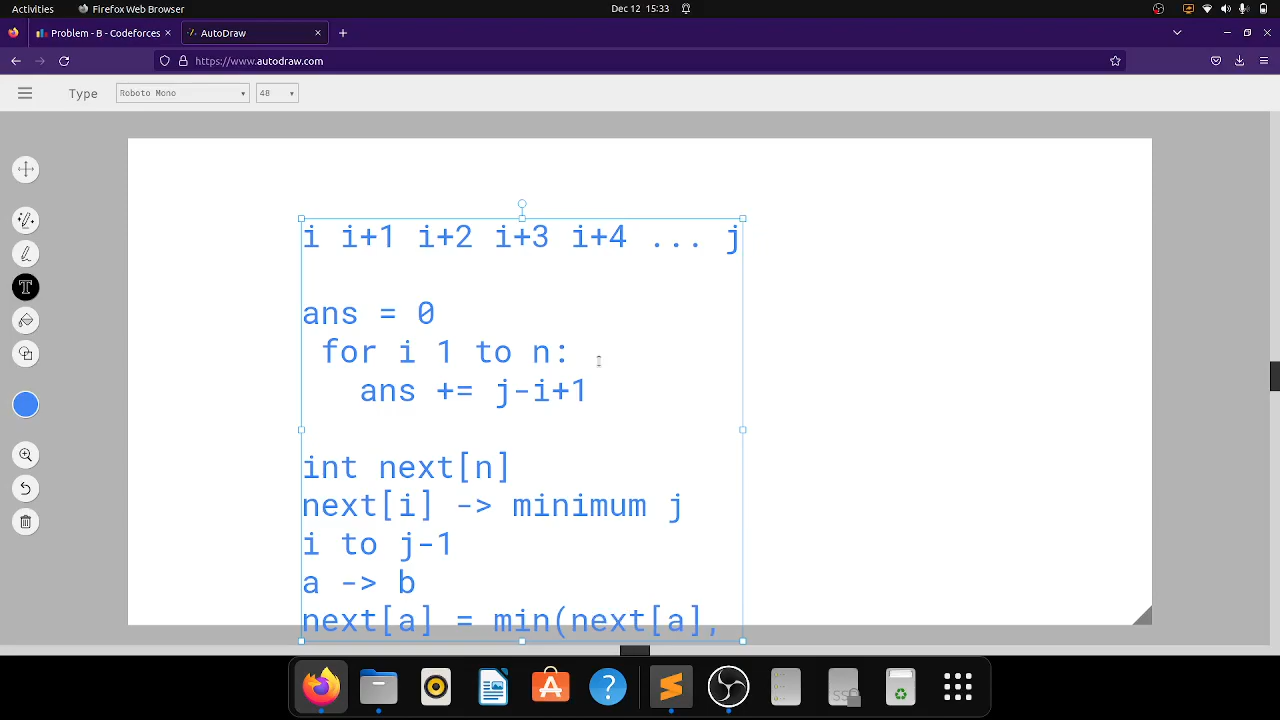 Activities
Firefox Web Browser
Dec 12 15:33
Problem - B - Codeforces
AutoDraw
https://www.autodraw.com
Type
Roboto Mono
48
i i+1 i+2 i+3 i+4 ... j
ans = 0
for i 1 to n:
ans += j-i+1
int next[n]
next[i] -> minimum j
i to j-1
a -> b
next[a] = min(next[a],